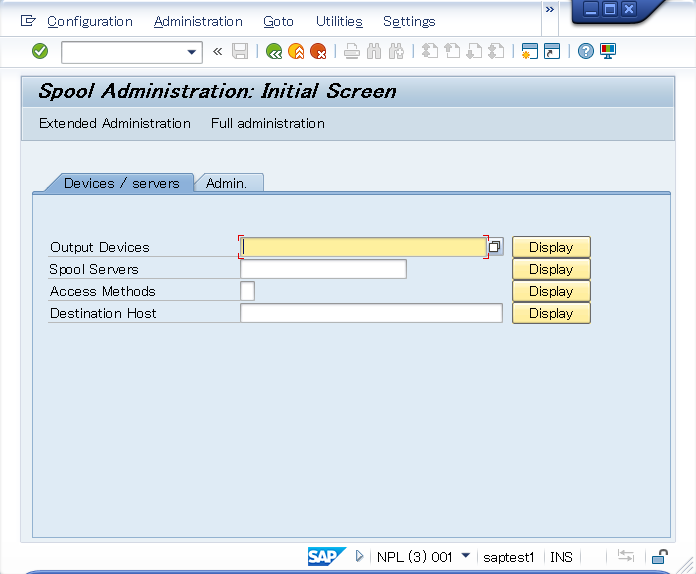 Configuration Administration Goto Utilities Settings »
«
Spool Administration: Initial Screen
Extended Administration Full administration
Devices / servers Admin.
Output Devices Display
Spool Servers Display
Access Methods Display
Destination Host Display
SAP NPL (3) 001 saptest1 INS